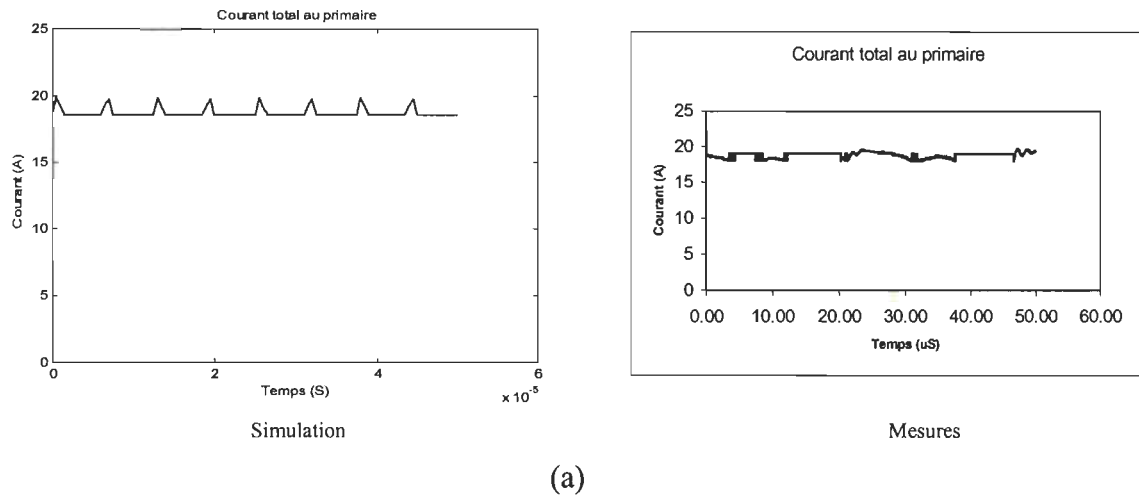 Courant total au primaire
25
20
15
10
5
0
Courant (A)
0
2
4
6
Temps (S)
x 10-5
Simulation
Courant total au primaire
25
20
15
10
5
0
Courant (A)
0.00
10.00
20.00
30.00
40.00
50.00
60.00
Temps (uS)
Mesures
(a)